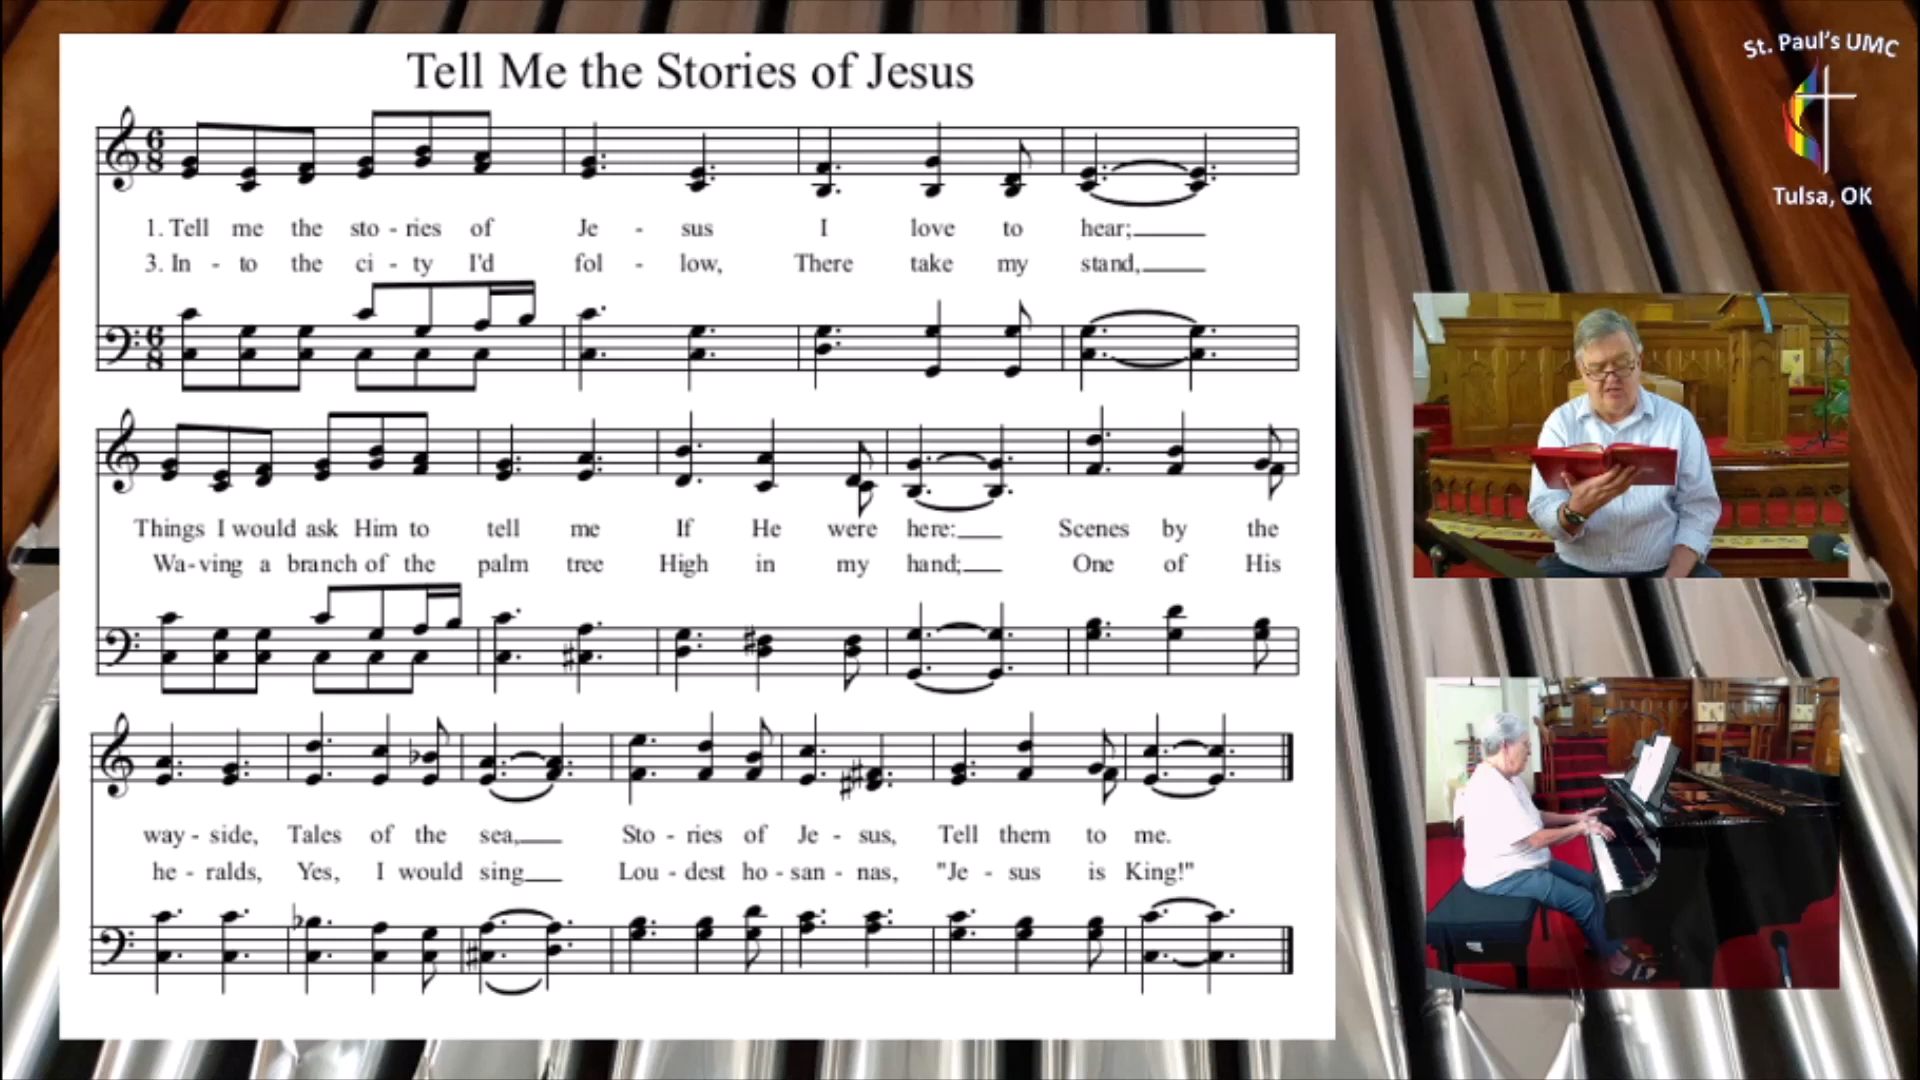 Tell Me the Stories of Jesus
St. Paul's UMC
Tulsa, OK
6
8
1. Tell me the sto - ries of Je - sus I love to hear;
3. In - to the ci - ty I'd fol - low, There take my stand,
6
8
Things I would ask Him to tell me If He were here: Scenes by the
Wa - ving a branch of the palm tree High in my hand; One of His
way - side, Tales of the sea, Sto - ries of Je - sus, Tell them to me.
he - ralds, Yes, I would sing Lou - dest ho - san - nas, "Je - sus is King!"